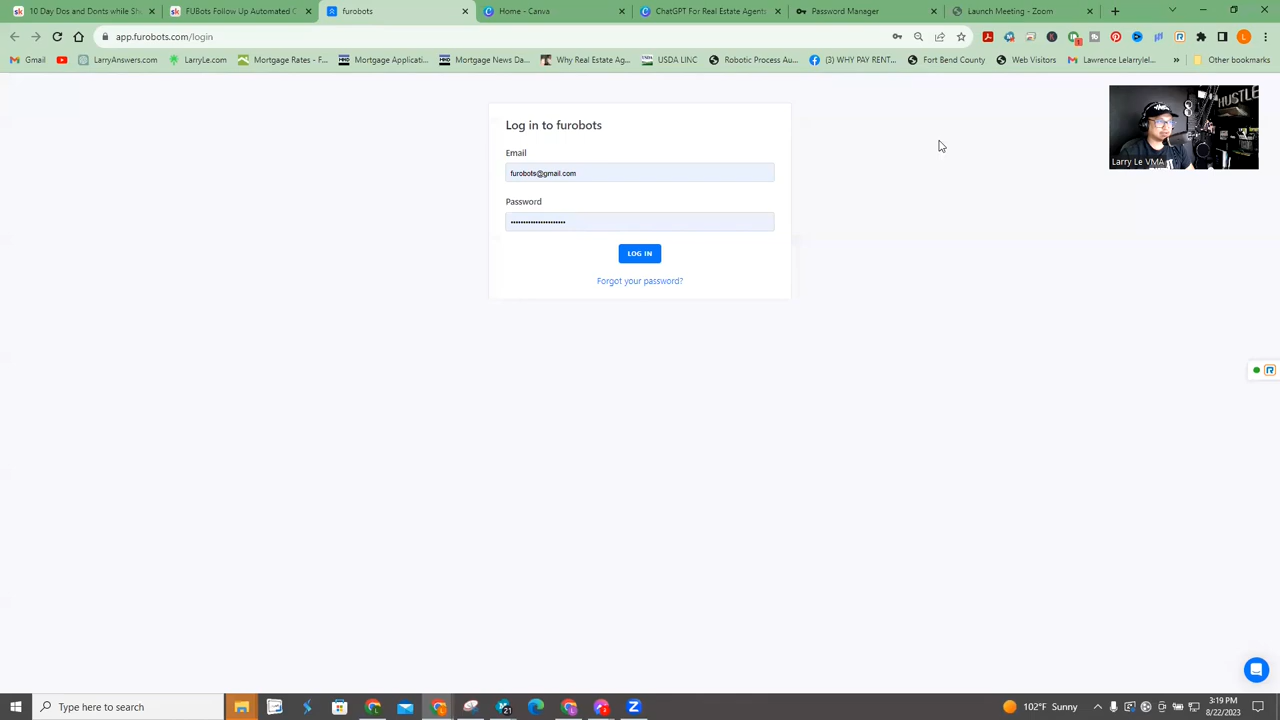 10 Day Dos and Donts while Sh
FUBots Follow Up Automated C
furobots
Home - Canva
ChatGPT For Real Estate Agents
Password Manager
Launch Meeting - Zoom
app.furobots.com/login
Gmail
LarryAnswers.com
LarryLe.com
Mortgage Rates - F...
Mortgage Applicati...
Mortgage News Da...
Why Real Estate Ag...
USDA LINC
Robotic Process Au...
(3) WHY PAY RENT...
Fort Bend County
Web Visitors
Lawrence Lelarryle!...
»
Other bookmarks
HUSTLE
Larry Le VMA
Log in to furobots
Email
furobots@gmail.com
Password
LOG IN
Forgot your password?
Type here to search
21
102°F Sunny
3:19 PM
8/22/2023